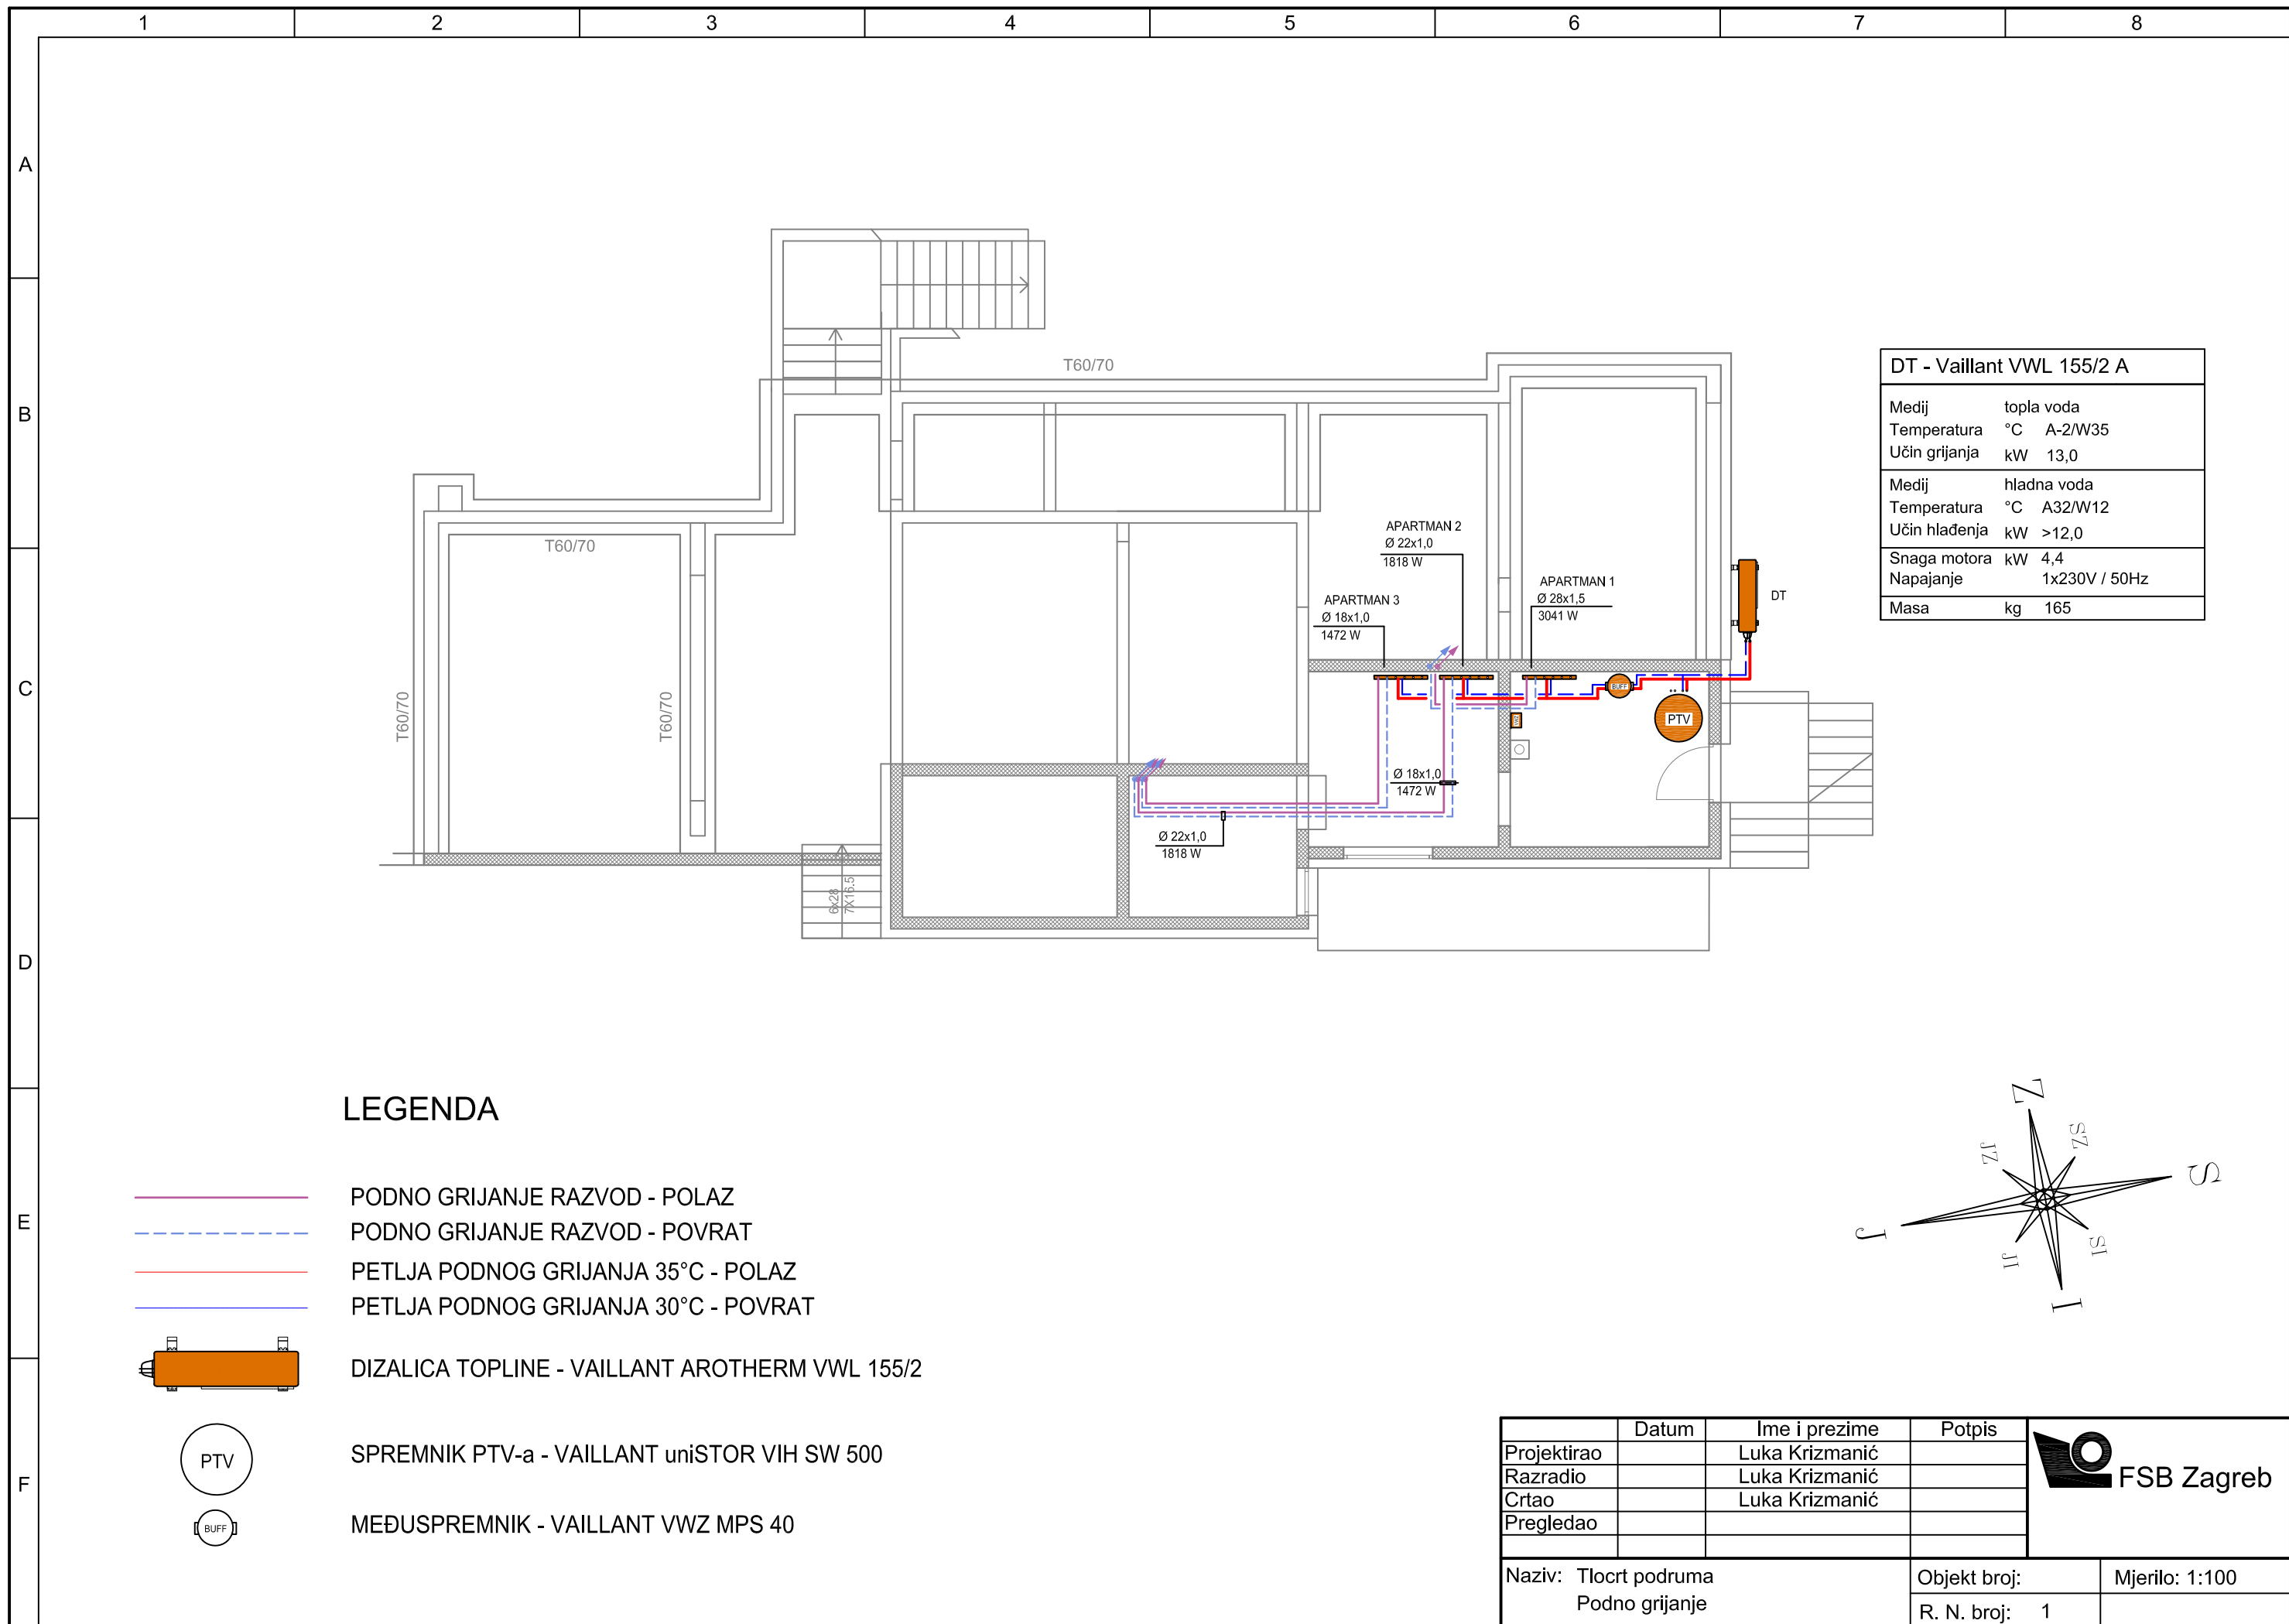 1 2 3 4 5 6 7 8
A
B
C
D
E
F
T60/70
T60/70
T60/70
T60/70
6x28
7X16.5
APARTMAN 2
Ø 22x1,0
1818 W
APARTMAN 3
Ø 18x1,0
1472 W
APARTMAN 1
Ø 28x1,5
3041 W
Ø 18x1,0
1472 W
Ø 22x1,0
1818 W
BUFF
PTV
DT
DT - Vaillant VWL 155/2 A
Medij topla voda
Temperatura °C A-2/W35
Učin grijanja kW 13,0
Medij hladna voda
Temperatura °C A32/W12
Učin hlađenja kW >12,0
Snaga motora kW 4,4
Napajanje 1x230V / 50Hz
Masa kg 165
LEGENDA
PODNO GRIJANJE RAZVOD - POLAZ
PODNO GRIJANJE RAZVOD - POVRAT
PETLJA PODNOG GRIJANJA 35°C - POLAZ
PETLJA PODNOG GRIJANJA 30°C - POVRAT
DIZALICA TOPLINE - VAILLANT AROTHERM VWL 155/2
PTV
SPREMNIK PTV-a - VAILLANT uniSTOR VIH SW 500
BUFF
MEĐUSPREMNIK - VAILLANT VWZ MPS 40
Z
SZ
S
SI
I
JI
J
JZ
Datum Ime i prezime Potpis
Projektirao Luka Krizmanić
Razradio Luka Krizmanić
Crtao Luka Krizmanić
Pregledao
FSB Zagreb
Naziv: Tlocrt podruma
Podno grijanje
Objekt broj:
R. N. broj: 1
Mjerilo: 1:100